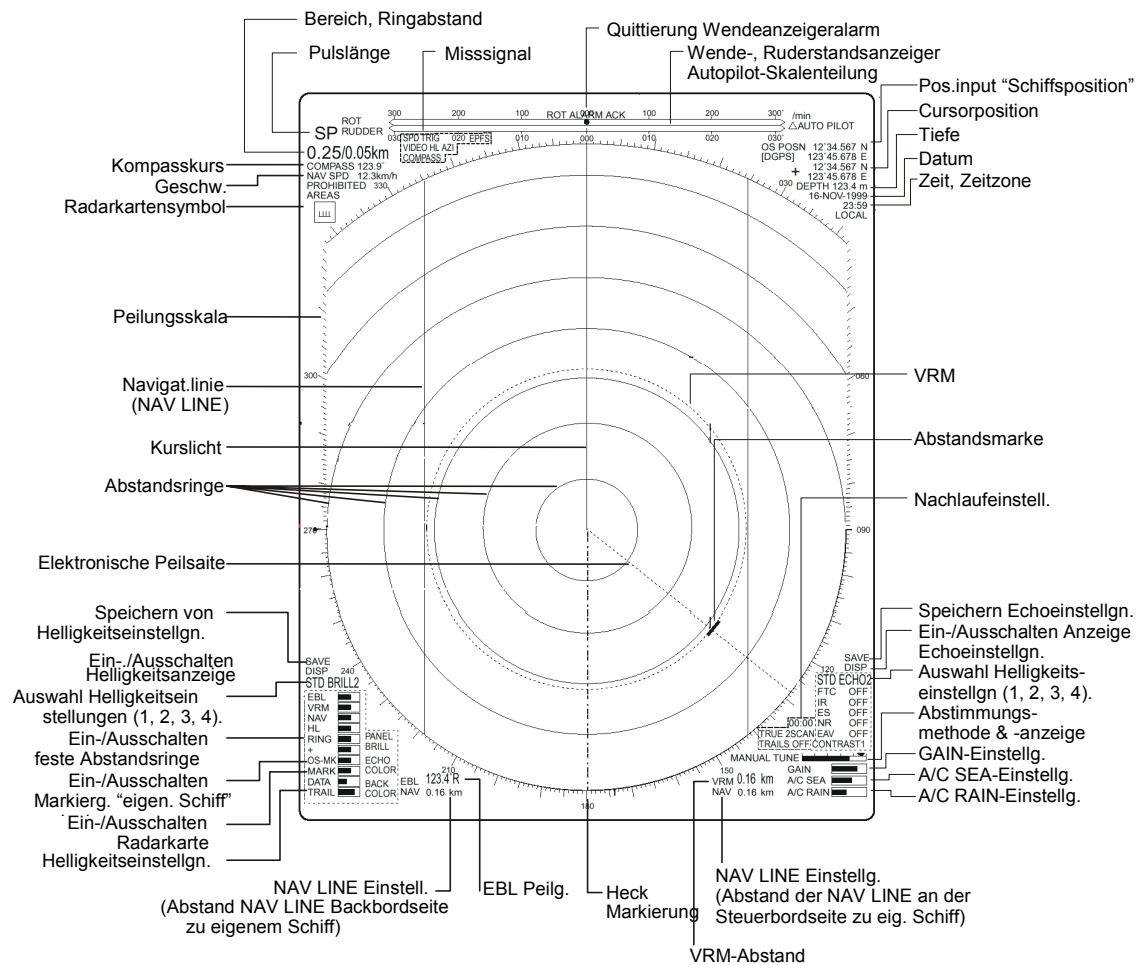 Bereich, Ringabstand
Pulslänge
Misssignal
Quittierung Wendeanzeigeralarm
Wende-, Ruderstandsanzeiger
Autopilot-Skalenteilung
Pos.input “Schiffsposition”
Cursorposition
Tiefe
Datum
Zeit, Zeitzone
Kompasskurs
Geschw.
Radarkartensymbol
Peilungsskala
Navigat.linie
(NAV LINE)
Kurslicht
Abstandsringe
Elektronische Peilsaite
VRM
Abstandsmarke
Nachlaufeinstell.
300 200 100 000 100 200 300 /min
ROT ALARM ACK
SP ROT
RUDDER
030 020 010 000 010 020 030 △AUTO PILOT
SPD TRIG EPFS
VIDEO HL AZI
COMPASS
0.25/0.05km
COMPASS 123.9°
NAV SPD 12.3km/h
PROHIBITED
AREAS
330
OS POSN 12°34.567 N
[DGPS] 123°45.678 E
+ 12°34.567 N
123°45.678 E
030
DEPTH 123.4 m
16-NOV-1999
23:59
LOCAL
300
060
270
090
Speichern von
Helligkeitseinstellgn.
Ein-./Ausschalten
Helligkeitsanzeige
Auswahl Helligkeitsein
stellungen (1, 2, 3, 4).
Ein-/Ausschalten
feste Abstandsringe
Ein-/Ausschalten
Markierg. “eigen. Schiff”
Ein-/Ausschalten
Radarkarte
Helligkeitseinstellgn.
SAVE
DISP
240
STD BRILL2
EBL
VRM
NAV
HL
RING
+
OS-MK
MARK
DATA
TRAIL
PANEL
BRILL
ECHO
COLOR
BACK
COLOR
210
EBL 123.4 R
NAV 0.16 km
180
150
VRM 0.16 km
NAV 0.16 km
120
SAVE
DISP
STD ECHO2
FTC OFF
IR OFF
ES OFF
00:00 NR OFF
TRUE 2SCAN EAV OFF
TRAILS OFF CONTRAST1
MANUAL TUNE
GAIN
A/C SEA
A/C RAIN
Speichern Echoeinstellgn.
Ein-/Ausschalten Anzeige
Echoeinstellgn.
Auswahl Helligkeits-
einstellgn (1, 2, 3, 4).
Abstimmungs-
methode & -anzeige
GAIN-Einstellg.
A/C SEA-Einstellg.
A/C RAIN-Einstellg.
NAV LINE Einstell.
(Abstand NAV LINE Backbordseite
zu eigenem Schiff)
EBL Peilg.
Heck
Markierung
NAV LINE Einstellg.
(Abstand der NAV LINE an der
Steuerbordseite zu eig. Schiff)
VRM-Abstand